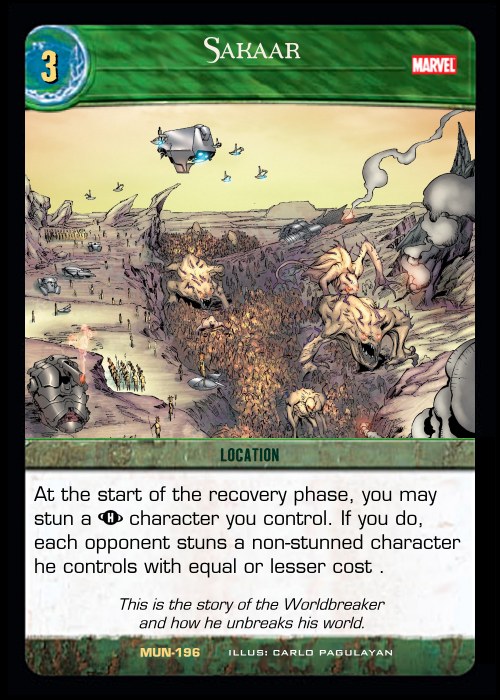 SAKAAR
3
MARVEL
LOCATION
At the start of the recovery phase, you may
stun a H character you control. If you do,
each opponent stuns a non-stunned character
he controls with equal or lesser cost .
This is the story of the Worldbreaker
and how he unbreaks his world.
MUN-196 ILLUS: CARLO PAGULAYAN